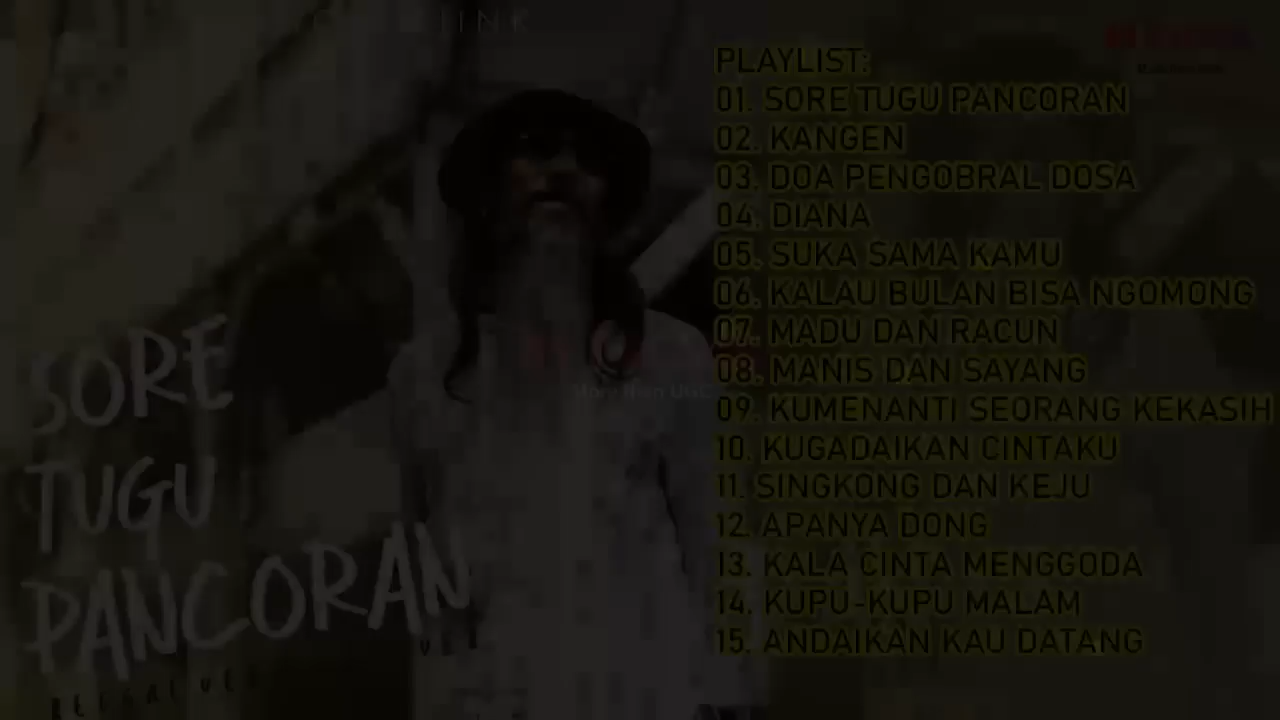 PLAYLIST:
01. SORE TUGU PANCORAN
02. KANGEN
03. DOA PENGOBRAL DOSA
04. DIANA
05. SUKA SAMA KAMU
06. KALAU BULAN BISA NGOMONG
07. MADU DAN RACUN
08. MANIS DAN SAYANG
09. KUMENANTI SEORANG KEKASIH
10. KUGADAIKAN CINTAKU
11. SINGKONG DAN KEJU
12. APANYA DONG
13. KALA CINTA MENGGODA
14. KUPU-KUPU MALAM
15. ANDAIKAN KAU DATANG
SORE
TUGU
PANCORAN
More from